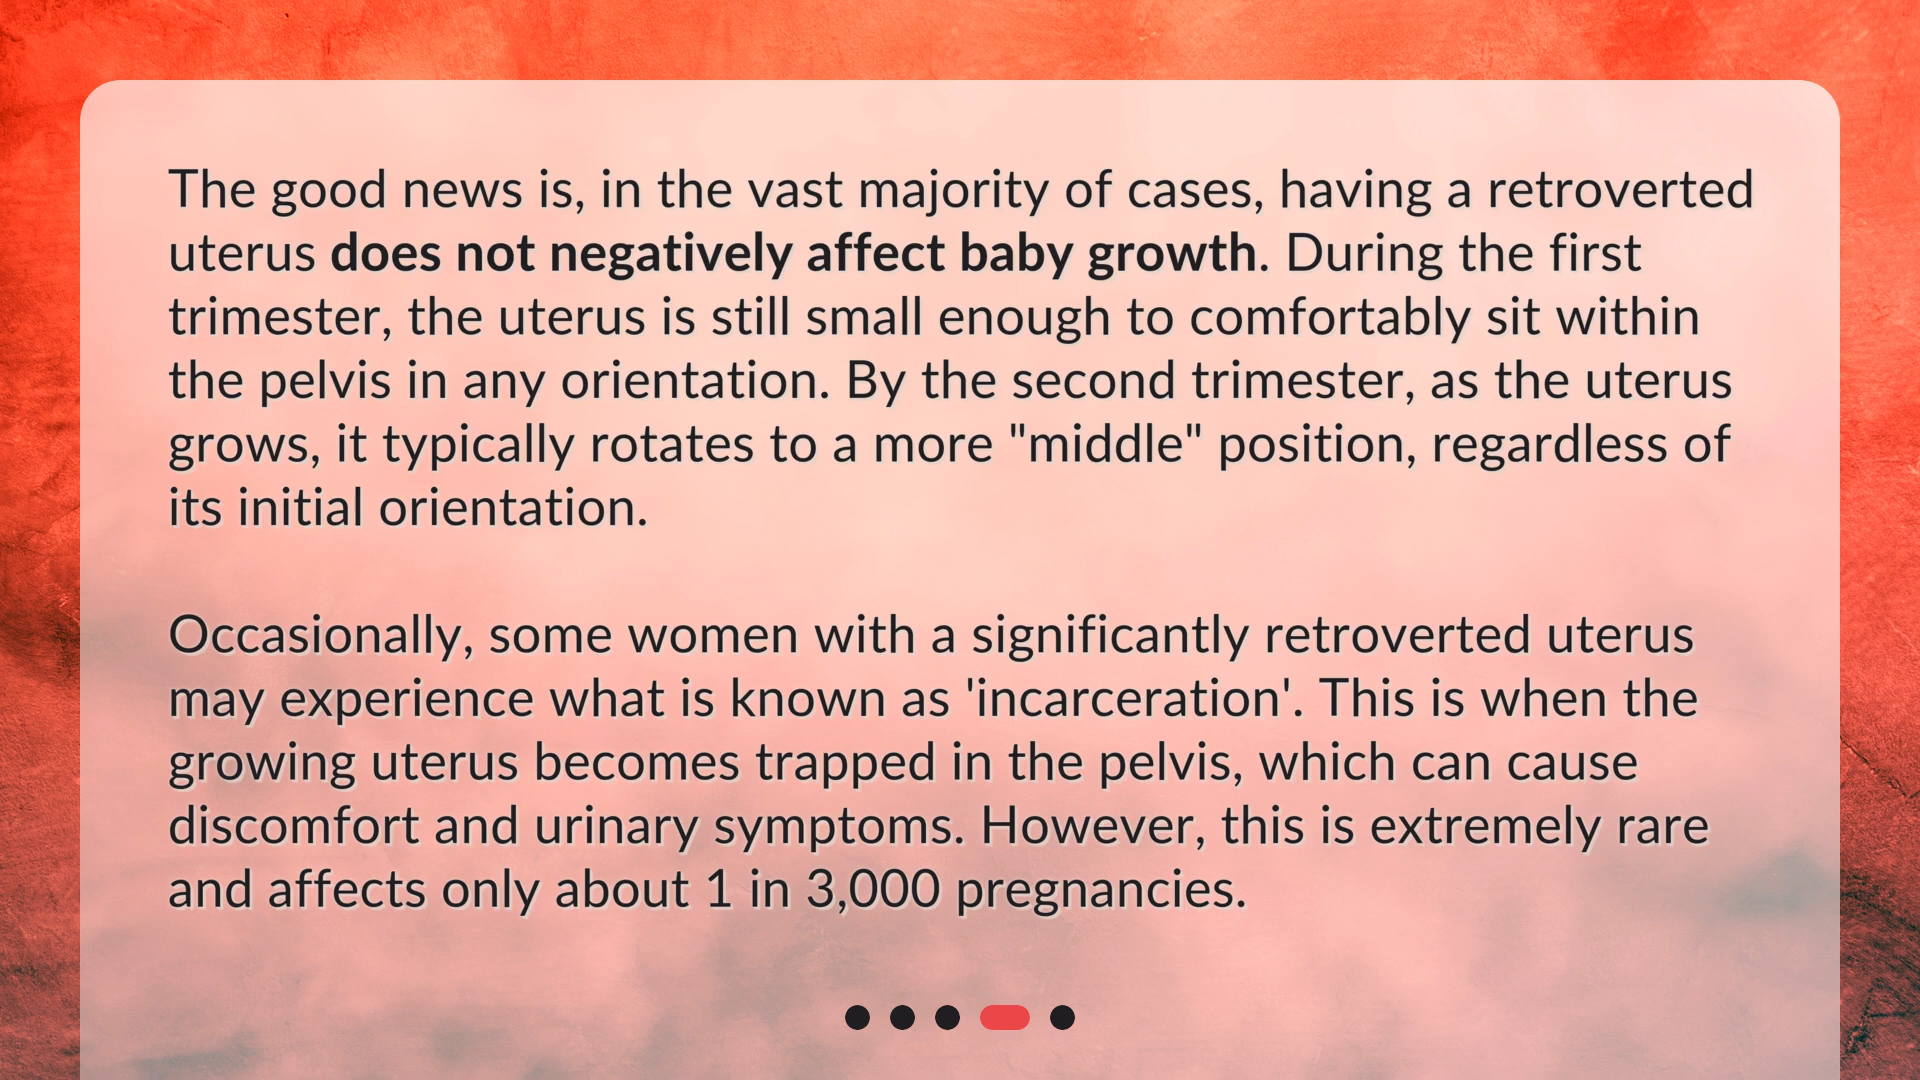 The good news is, in the vast majority of cases, having a retroverted
uterus does not negatively affect baby growth. During the first
trimester, the uterus is still small enough to comfortably sit within
the pelvis in any orientation. By the second trimester, as the uterus
grows, it typically rotates to a more "middle" position, regardless of
its initial orientation.
Occasionally, some women with a significantly retroverted uterus
may experience what is known as 'incarceration'. This is when the
growing uterus becomes trapped in the pelvis, which can cause
discomfort and urinary symptoms. However, this is extremely rare
and affects only about 1 in 3,000 pregnancies.